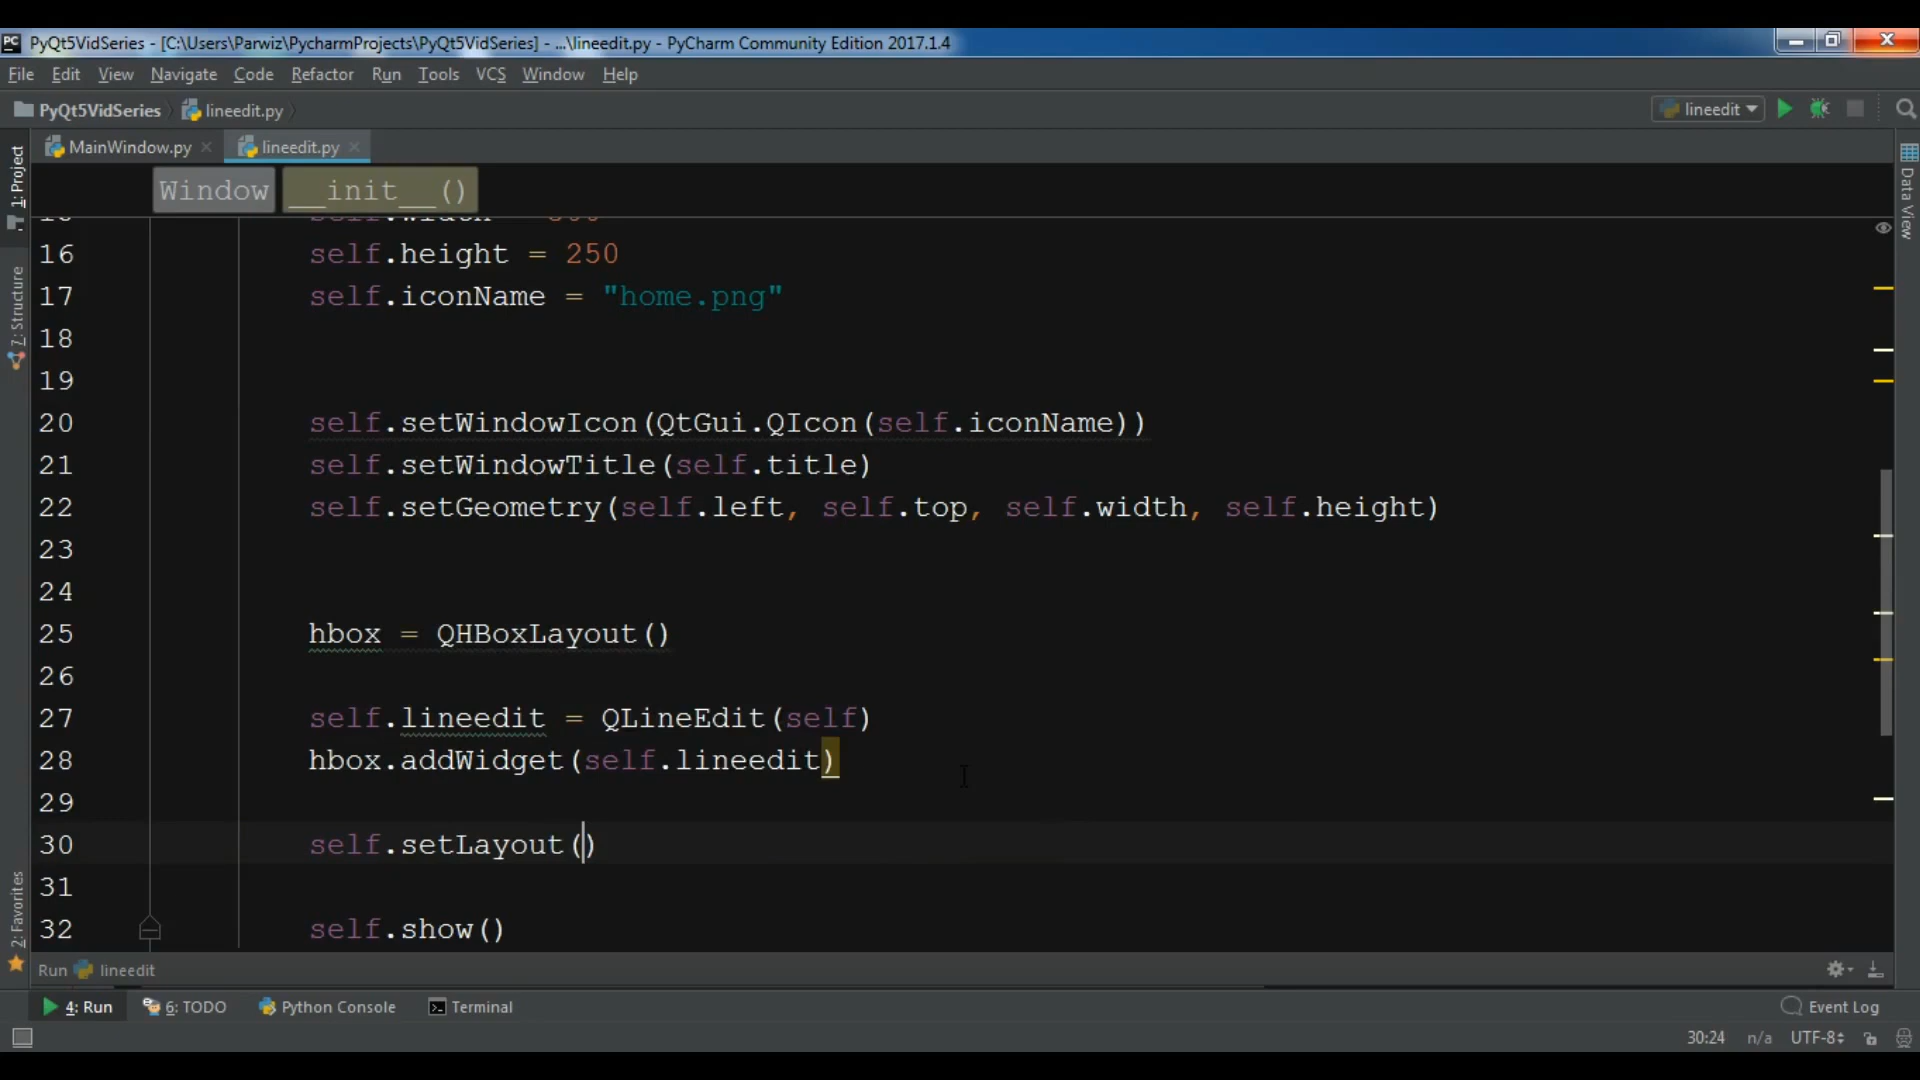 PC PyQt5VidSeries - [C:\Users\Parwiz\PycharmProjects\PyQt5VidSeries] - ...\lineedit.py - PyCharm Community Edition 2017.1.4
File Edit View Navigate Code Refactor Run Tools VCS Window Help
PyQt5VidSeries lineedit.py lineedit
MainWindow.py lineedit.py
1: Project
7: Structure
2: Favorites
Data View
Window __init__()
16 self.height = 250
17 self.iconName = "home.png"
18
19
20 self.setWindowIcon(QtGui.QIcon(self.iconName))
21 self.setWindowTitle(self.title)
22 self.setGeometry(self.left, self.top, self.width, self.height)
23
24
25 hbox = QHBoxLayout()
26
27 self.lineedit = QLineEdit(self)
28 hbox.addWidget(self.lineedit)
29
30 self.setLayout()
31
32 self.show()
Run lineedit
4: Run 6: TODO Python Console Terminal Event Log
30:24 n/a UTF-8